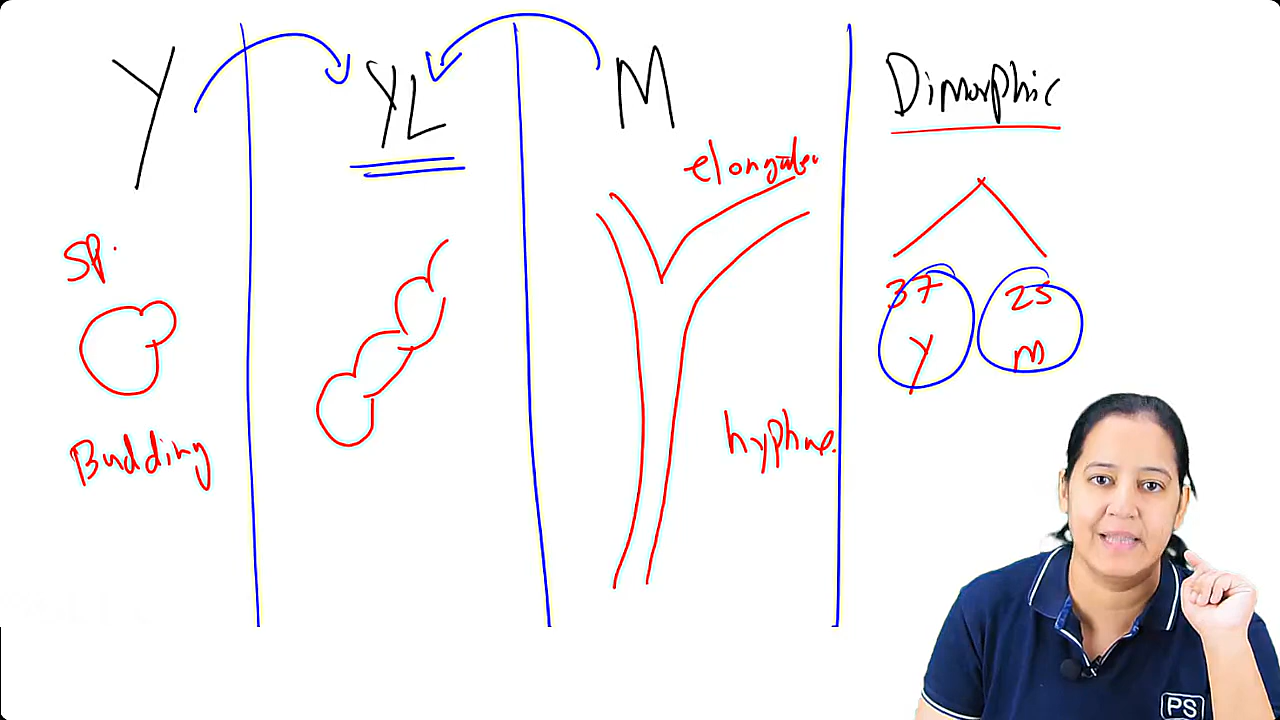 Y
YL
M
Dimorphic
elongated
Sp.
37
25
Y
M
Budding
hyphae.
PS